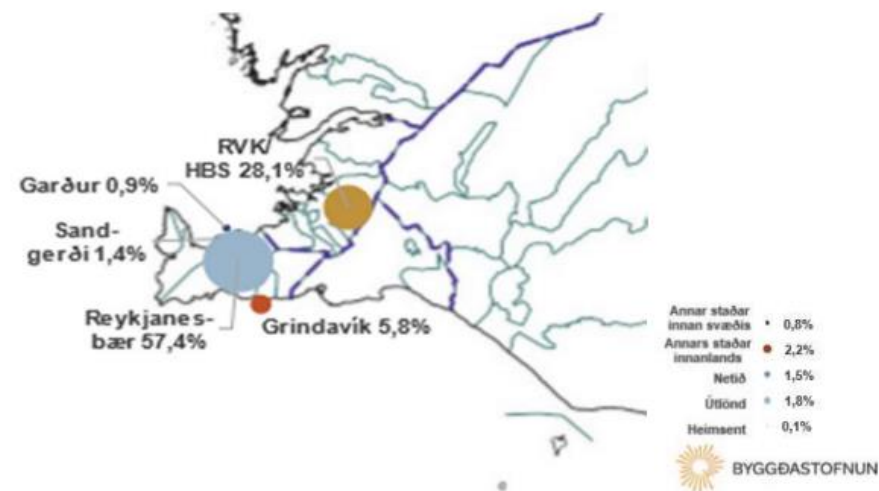 RVK/
HBS 28,1%
Garður 0,9%
Sand-
gerði 1,4%
Reykjanes-
bær 57,4%
Grindavík 5,8%
Annar staðar
innan svæðis 0,8%
Annars staðar
innanlands 2,2%
Netið 1,5%
Útlönd 1,8%
Heimsent 0,1%
BYGGÐASTOFNUN